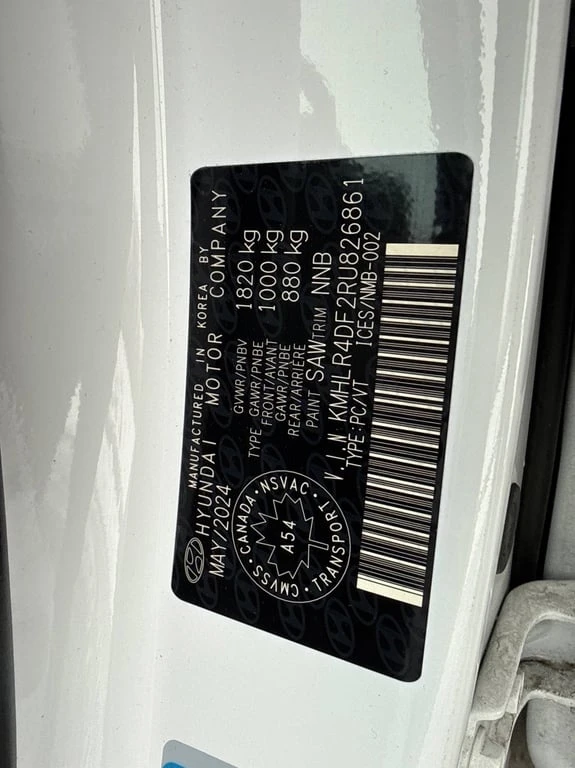 MANUFACTURED IN KOREA BY
HYUNDAI MOTOR COMPANY
MAY/2024
GVWR/PNBV 1820 kg
TYPE GAWR/PNBE
FRONT/AVANT 1000 kg
GAWR/PNBE
REAR/ARRIÈRE 880 kg
PAINT SAW TRIM NNB
V.I.N KMHLR4DF2RU826861
TYPE:PC/VT ICES/NMB-002
CMVSS•CANADA•NSVAC•
•TRANSPORT•
A54